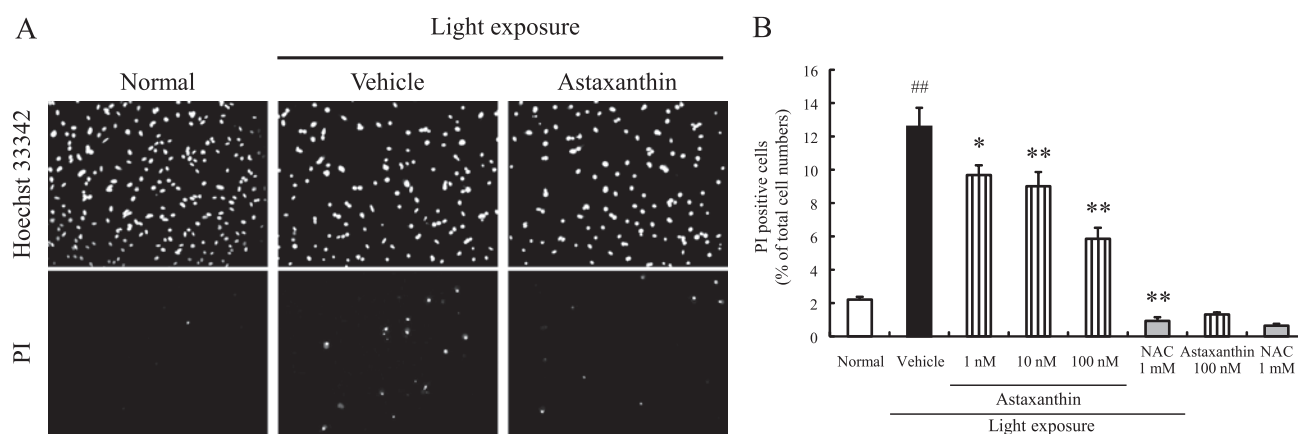 A
Light exposure
Normal
Vehicle
Astaxanthin
Hoechst 33342
PI
B
PI positive cells
(% of total cell numbers)
16
14
12
10
8
6
4
2
0
##
*
**
**
**
Normal
Vehicle
1 nM
10 nM
100 nM
NAC
1 mM
Astaxanthin
100 nM
NAC
1 mM
Astaxanthin
Light exposure